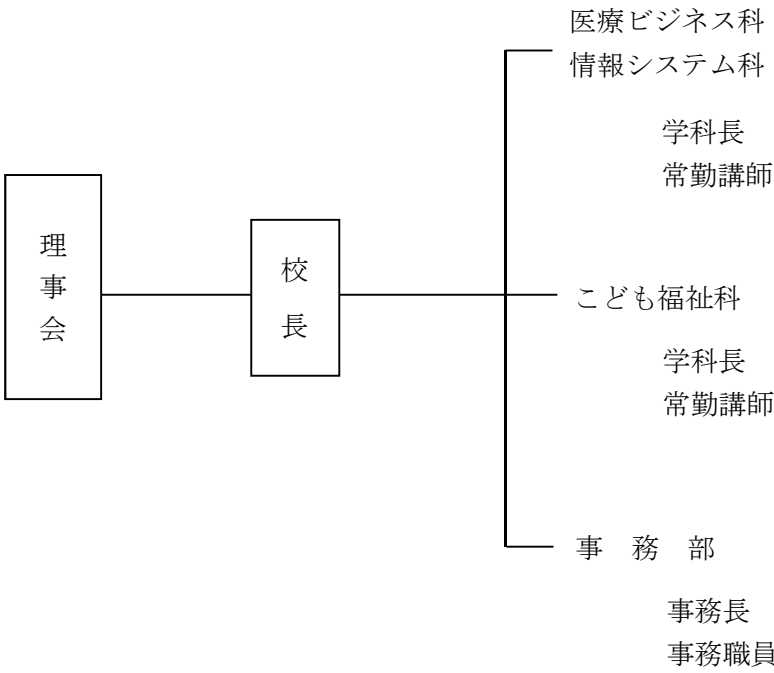 理事会
校長
医療ビジネス科
情報システム科
学科長
常勤講師
こども福祉科
学科長
常勤講師
事　務　部
事務長
事務職員